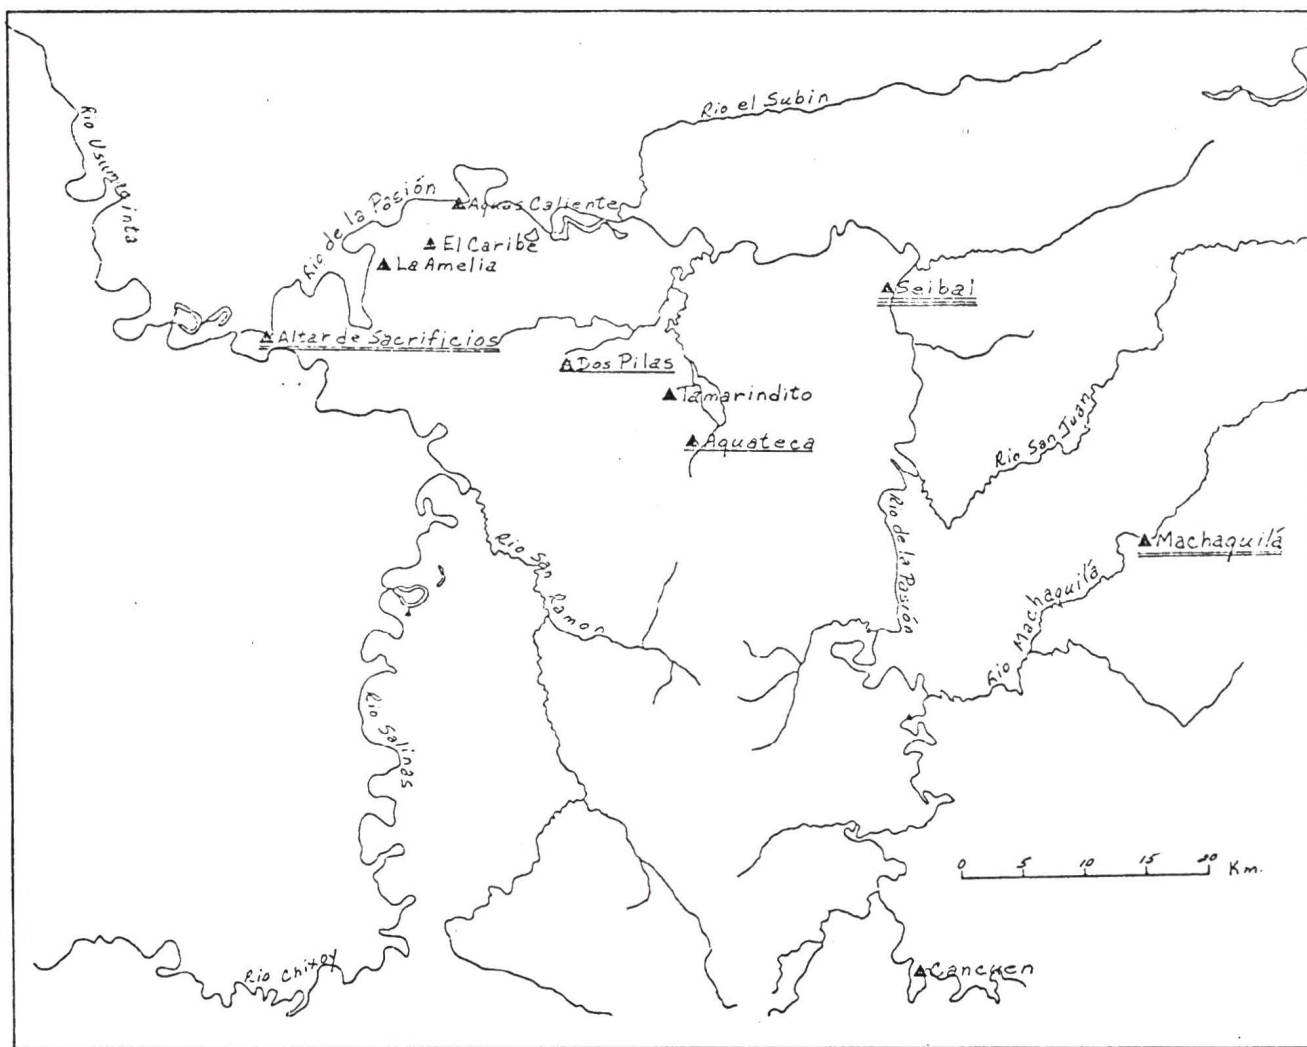 Rio el Subin
Rio Usumacinta
Rio de la Pasión
Aguas Caliente
El Caribe
La Amelia
Seibal
Altar de Sacrificios
Dos Pilas
Tamarindito
Aguateca
Rio San Juan
Rio de la Pasión
Machaquilá
Rio San Ramon
Rio Machaquilá
Rio Salinas
0 5 10 15 20 Km.
Rio Chixoy
Cancuen